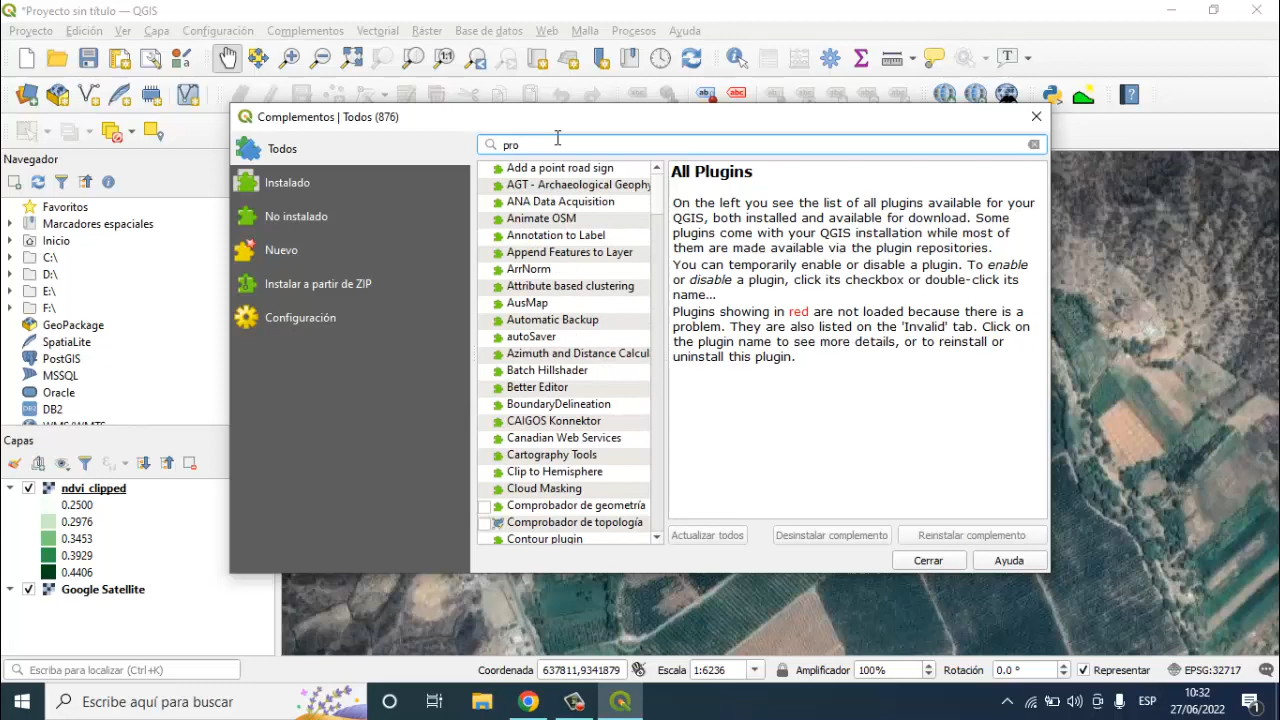 *Proyecto sin título — QGIS
Proyecto Edición Ver Capa Configuración Complementos Vectorial Ráster Base de datos Web Malla Procesos Ayuda
Complementos | Todos (876)
Todos
Instalado
No instalado
Nuevo
Instalar a partir de ZIP
Configuración
pro
Add a point road sign
AGT - Archaeological Geophy
ANA Data Acquisition
Animate OSM
Annotation to Label
Append Features to Layer
ArrNorm
Attribute based clustering
AusMap
Automatic Backup
autoSaver
Azimuth and Distance Calcul
Batch Hillshader
Better Editor
BoundaryDelineation
CAIGOS Konnektor
Canadian Web Services
Cartography Tools
Clip to Hemisphere
Cloud Masking
Comprobador de geometría
Comprobador de topología
Contour plugin
All Plugins
On the left you see the list of all plugins available for your
QGIS, both installed and available for download. Some
plugins come with your QGIS installation while most of
them are made available via the plugin repositories.
You can temporarily enable or disable a plugin. To enable
or disable a plugin, click its checkbox or double-click its
name...
Plugins showing in red are not loaded because there is a
problem. They are also listed on the 'Invalid' tab. Click on
the plugin name to see more details, or to reinstall or
uninstall this plugin.
Actualizar todos Desinstalar complemento Reinstalar complemento
Cerrar Ayuda
Navegador
Favoritos
Marcadores espaciales
Inicio
C:\
D:\
E:\
F:\
GeoPackage
SpatiaLite
PostGIS
MSSQL
Oracle
DB2
WMS/WMTS
Capas
ndvi_clipped
0.2500
0.2976
0.3453
0.3929
0.4406
Google Satellite
Escriba para localizar (Ctrl+K) Coordenada 637811,9341879 Escala 1:6236 Amplificador 100% Rotación 0.0 ° Representar EPSG:32717
Escribe aquí para buscar
ESP
10:32
27/06/2022